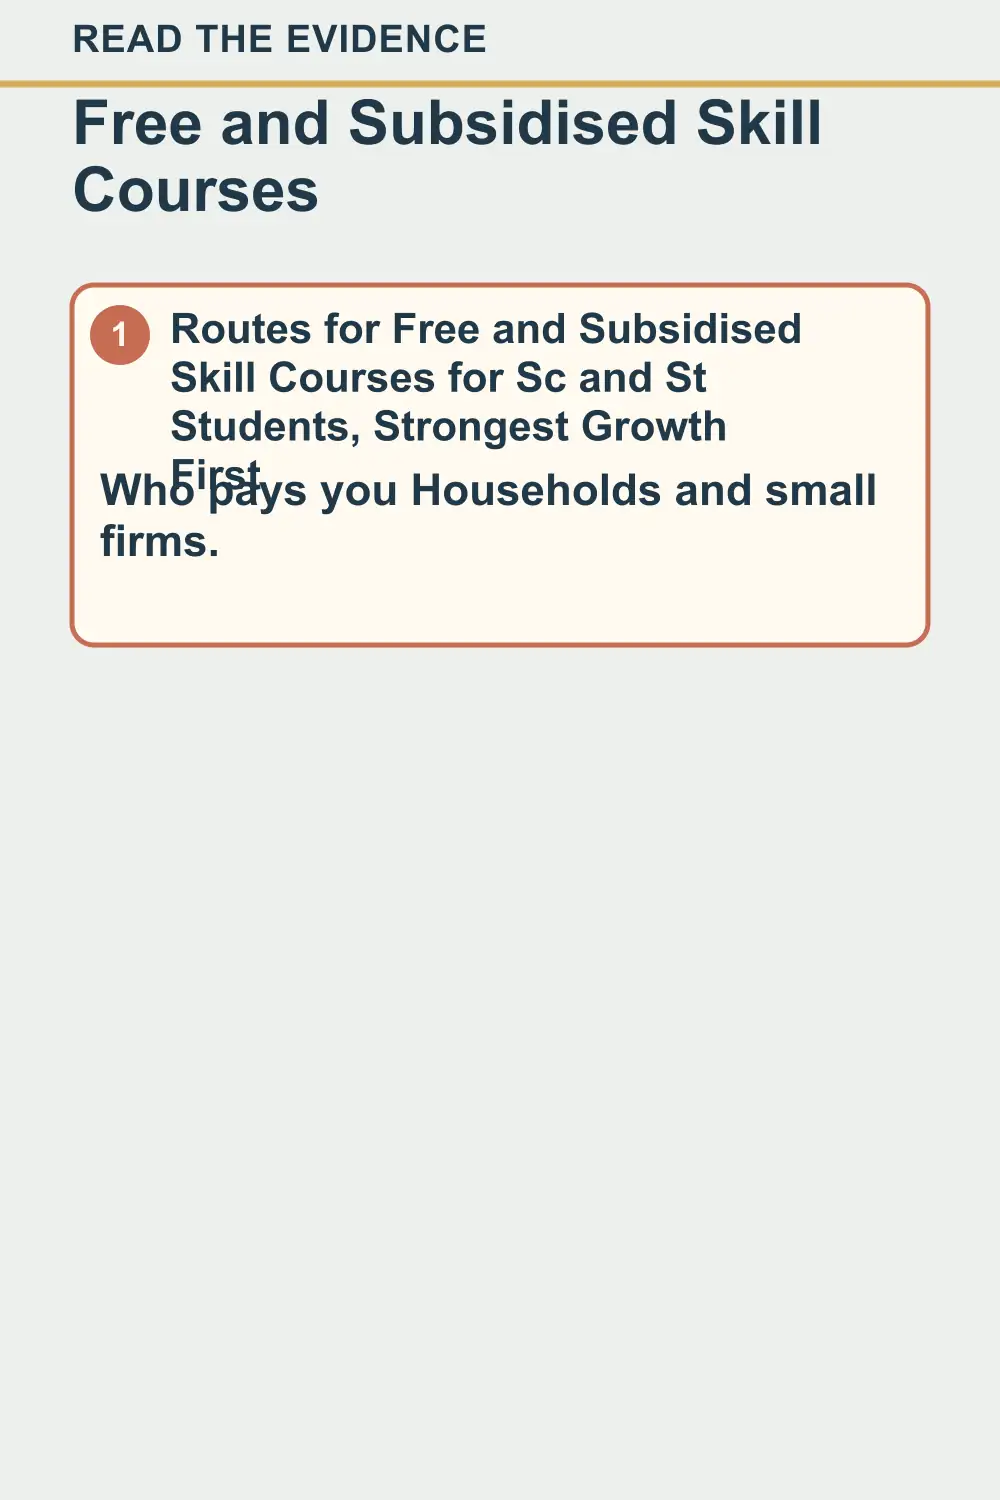 READ THE EVIDENCE
Free and Subsidised Skill
Courses
1
Routes for Free and Subsidised
Skill Courses for Sc and St
Students, Strongest Growth
First
Who pays you Households and small
firms.